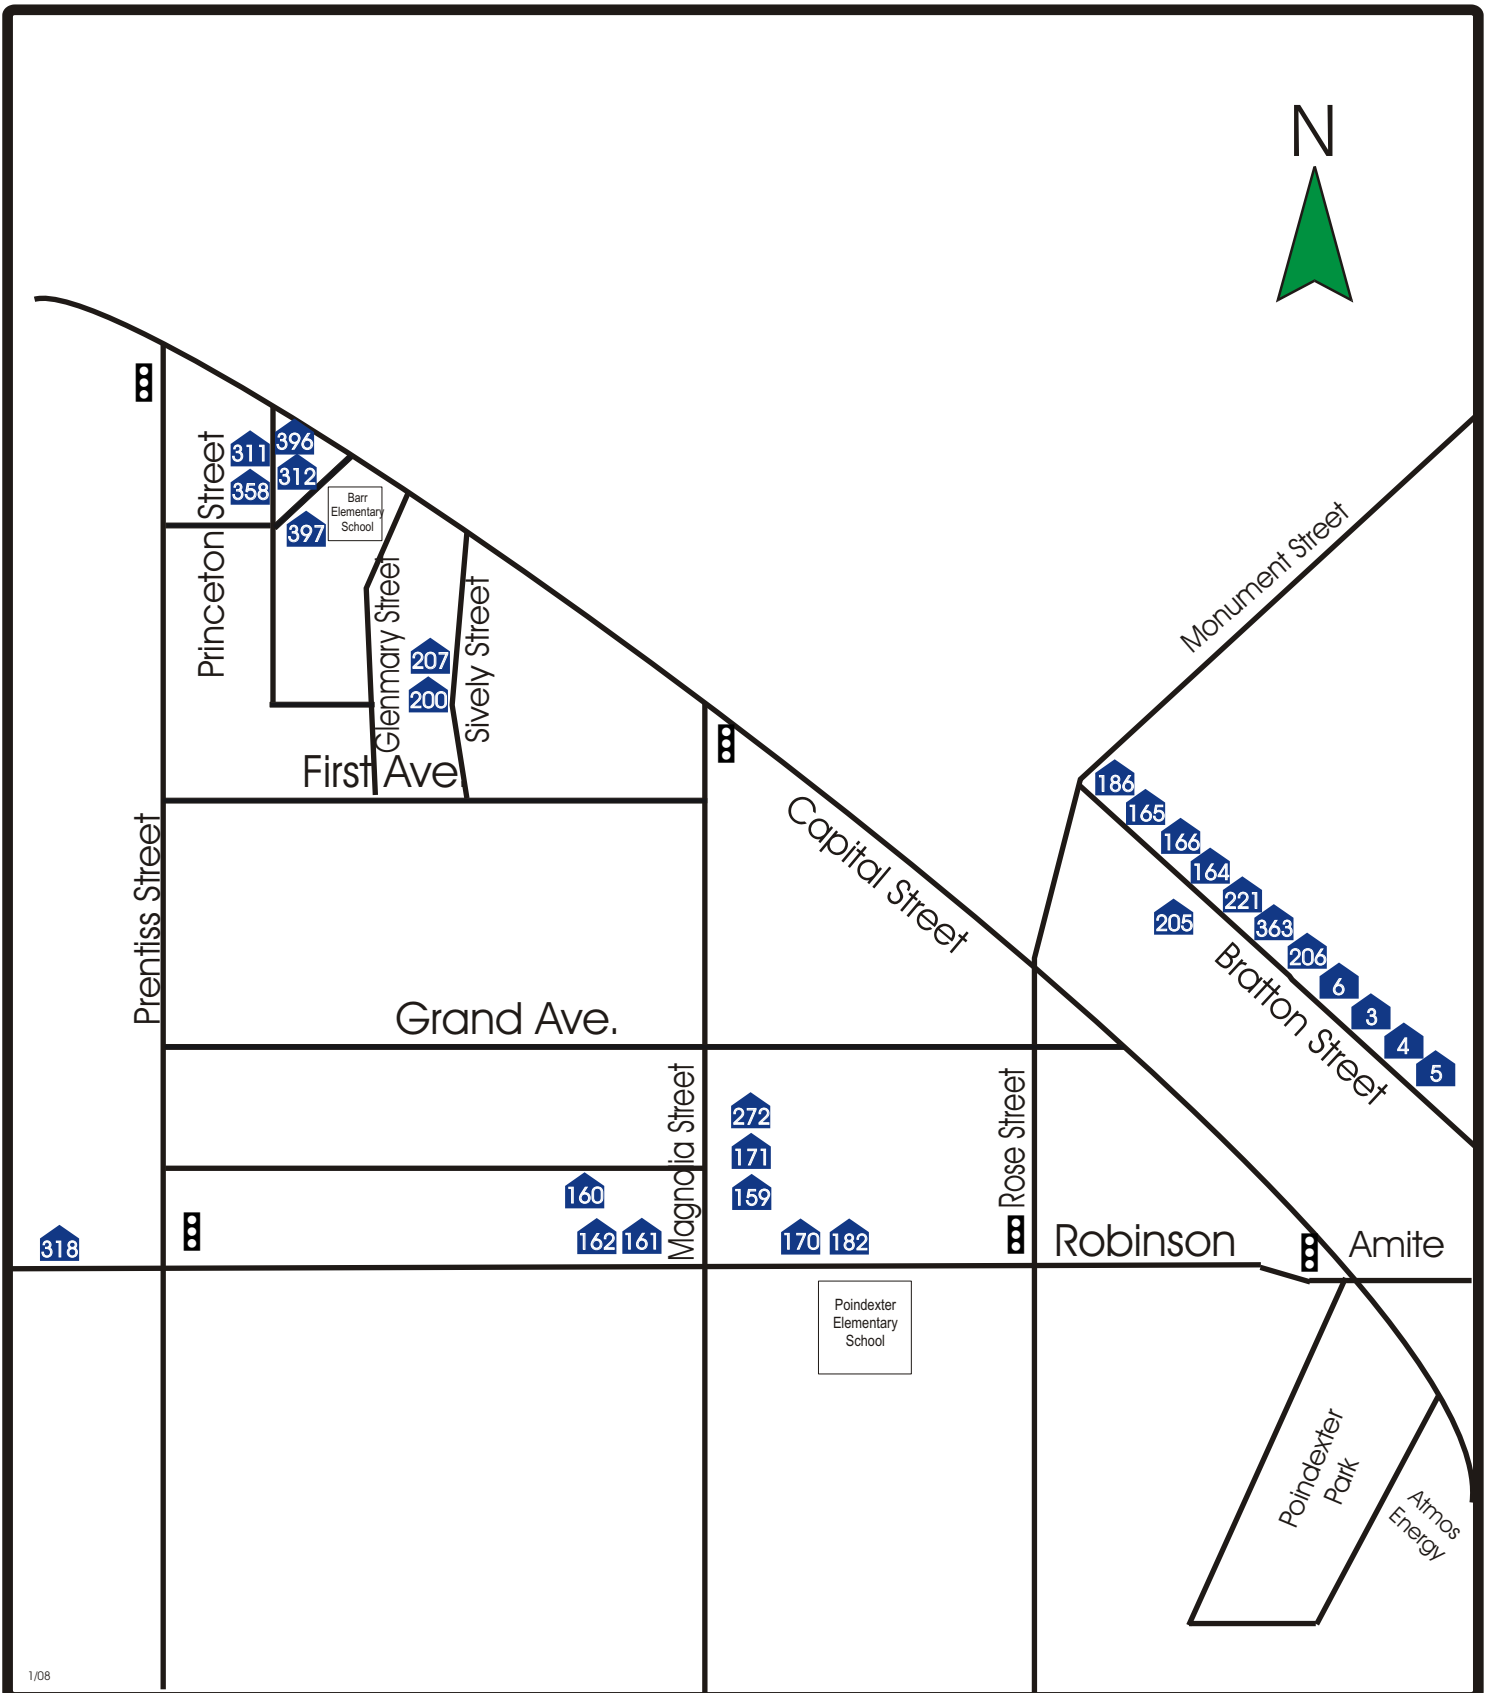 N
311
396
312
358
397
Barr
Elementary
School
Princeton Street
Glenmary Street
207
200
Sively Street
First Ave.
Monument Street
Prentiss Street
Capital Street
186
165
166
164
221
363
206
6
3
4
5
205
Bratton Street
Grand Ave.
Magnolia Street
272
171
159
Rose Street
160
162
161
170
182
318
Robinson
Amite
Poindexter
Elementary
School
Poindexter
Park
Atmos
Energy
1/08